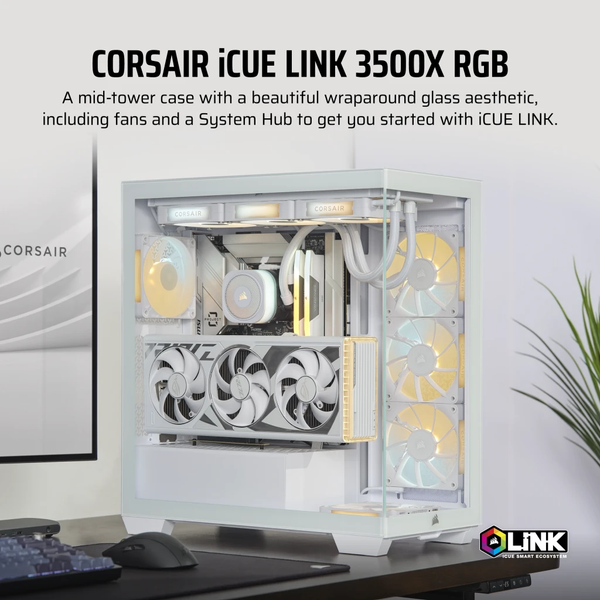 CORSAIR iCUE LINK 3500X RGB
A mid-tower case with a beautiful wraparound glass aesthetic,
including fans and a System Hub to get you started with iCUE LINK.
CORSAIR
CORSAIR
CORSAIR
LiNK
iCUE SMART ECOSYSTEM